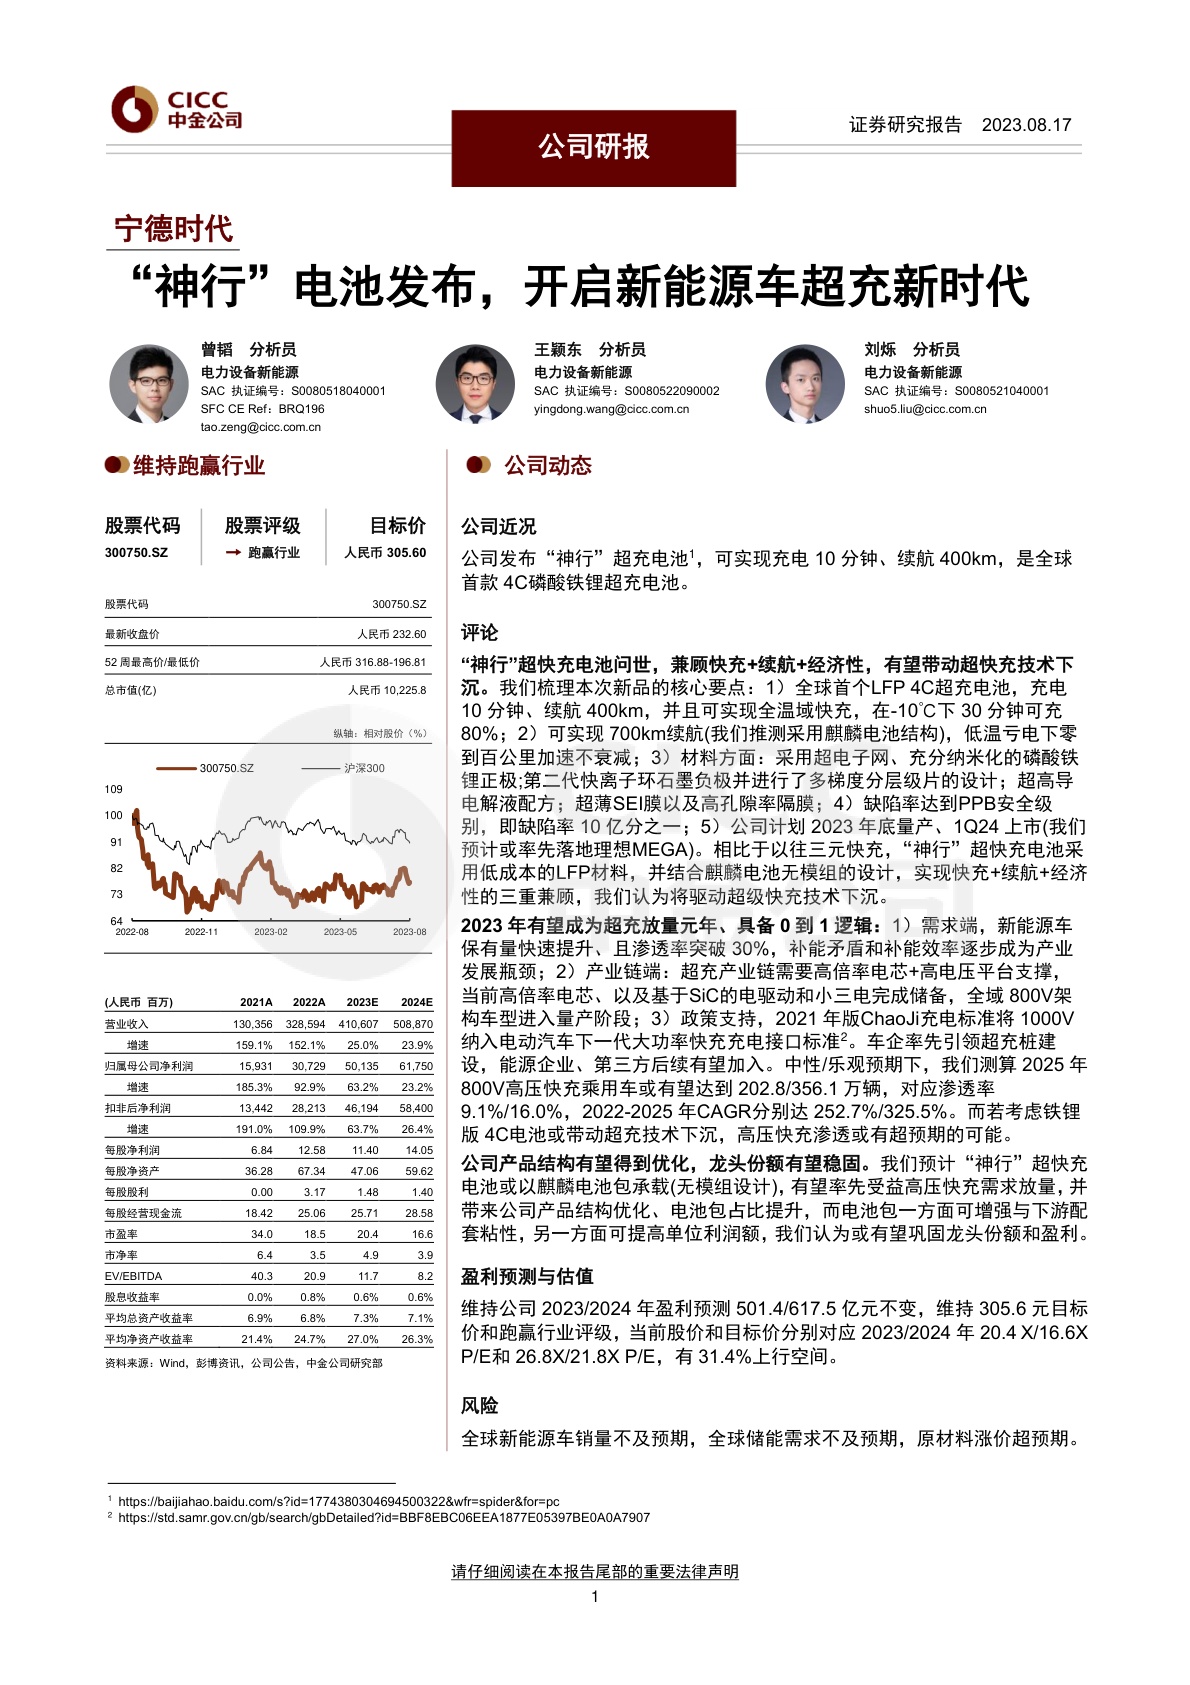 CICC
中金公司
公司研报
证券研究报告 2023.08.17
宁德时代
“神行”电池发布，开启新能源车超充新时代
曾韬 分析员
电力设备新能源
SAC 执证编号：S0080518040001
SFC CE Ref：BRQ196
tao.zeng@cicc.com.cn
王颖东 分析员
电力设备新能源
SAC 执证编号：S0080522090002
yingdong.wang@cicc.com.cn
刘烁 分析员
电力设备新能源
SAC 执证编号：S0080521040001
shuo5.liu@cicc.com.cn
维持跑赢行业
股票代码 股票评级 目标价
300750.SZ 跑赢行业 人民币 305.60
股票代码 300750.SZ
最新收盘价 人民币 232.60
52 周最高价/最低价 人民币 316.88-196.81
总市值(亿) 人民币 10,225.8
纵轴：相对股价（%）
300750.SZ 沪深300
109
100
91
82
73
64
2022-08 2022-11 2023-02 2023-05 2023-08
(人民币 百万) 2021A 2022A 2023E 2024E
营业收入 130,356 328,594 410,607 508,870
增速 159.1% 152.1% 25.0% 23.9%
归属母公司净利润 15,931 30,729 50,135 61,750
增速 185.3% 92.9% 63.2% 23.2%
扣非后净利润 13,442 28,213 46,194 58,400
增速 191.0% 109.9% 63.7% 26.4%
每股净利润 6.84 12.58 11.40 14.05
每股净资产 36.28 67.34 47.06 59.62
每股股利 0.00 3.17 1.48 1.40
每股经营现金流 18.42 25.06 25.71 28.58
市盈率 34.0 18.5 20.4 16.6
市净率 6.4 3.5 4.9 3.9
EV/EBITDA 40.3 20.9 11.7 8.2
股息收益率 0.0% 0.8% 0.6% 0.6%
平均总资产收益率 6.9% 6.8% 7.3% 7.1%
平均净资产收益率 21.4% 24.7% 27.0% 26.3%
资料来源：Wind，彭博资讯，公司公告，中金公司研究部
公司动态
公司近况
公司发布“神行”超充电池1，可实现充电 10 分钟、续航 400km，是全球
首款 4C磷酸铁锂超充电池。
评论
“神行”超快充电池问世，兼顾快充+续航+经济性，有望带动超快充技术下
沉。我们梳理本次新品的核心要点：1）全球首个LFP 4C超充电池，充电
10 分钟、续航 400km，并且可实现全温域快充，在-10℃下 30 分钟可充
80%；2）可实现 700km续航(我们推测采用麒麟电池结构)，低温亏电下零
到百公里加速不衰减；3）材料方面：采用超电子网、充分纳米化的磷酸铁
锂正极;第二代快离子环石墨负极并进行了多梯度分层级片的设计；超高导
电解液配方；超薄SEI膜以及高孔隙率隔膜；4）缺陷率达到PPB安全级
别，即缺陷率 10 亿分之一；5）公司计划 2023 年底量产、1Q24 上市(我们
预计或率先落地理想MEGA)。相比于以往三元快充，“神行”超快充电池采
用低成本的LFP材料，并结合麒麟电池无模组的设计，实现快充+续航+经济
性的三重兼顾，我们认为将驱动超级快充技术下沉。
2023 年有望成为超充放量元年、具备 0 到 1 逻辑：1）需求端，新能源车
保有量快速提升、且渗透率突破 30%，补能矛盾和补能效率逐步成为产业
发展瓶颈；2）产业链端：超充产业链需要高倍率电芯+高电压平台支撑，
当前高倍率电芯、以及基于SiC的电驱动和小三电完成储备，全域 800V架
构车型进入量产阶段；3）政策支持，2021 年版ChaoJi充电标准将 1000V
纳入电动汽车下一代大功率快充充电接口标准2。车企率先引领超充桩建
设，能源企业、第三方后续有望加入。中性/乐观预期下，我们测算 2025 年
800V高压快充乘用车或有望达到 202.8/356.1 万辆，对应渗透率
9.1%/16.0%，2022-2025 年CAGR分别达 252.7%/325.5%。而若考虑铁锂
版 4C电池或带动超充技术下沉，高压快充渗透或有超预期的可能。
公司产品结构有望得到优化，龙头份额有望稳固。我们预计“神行”超快充
电池或以麒麟电池包承载(无模组设计)，有望率先受益高压快充需求放量，并
带来公司产品结构优化、电池包占比提升，而电池包一方面可增强与下游配
套粘性，另一方面可提高单位利润额，我们认为或有望巩固龙头份额和盈利。
盈利预测与估值
维持公司 2023/2024 年盈利预测 501.4/617.5 亿元不变，维持 305.6 元目标
价和跑赢行业评级，当前股价和目标价分别对应 2023/2024 年 20.4 X/16.6X
P/E和 26.8X/21.8X P/E，有 31.4%上行空间。
风险
全球新能源车销量不及预期，全球储能需求不及预期，原材料涨价超预期。
1 https://baijiahao.baidu.com/s?id=1774380304694500322&wfr=spider&for=pc
2 https://std.samr.gov.cn/gb/search/gbDetailed?id=BBF8EBC06EEA1877E05397BE0A0A7907
请仔细阅读在本报告尾部的重要法律声明
1